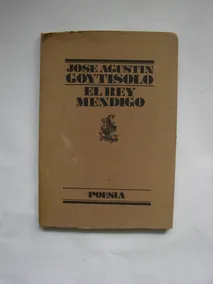 JOSE AGUSTIN
GOYTISOLO
EL REY
MENDIGO
POESIA